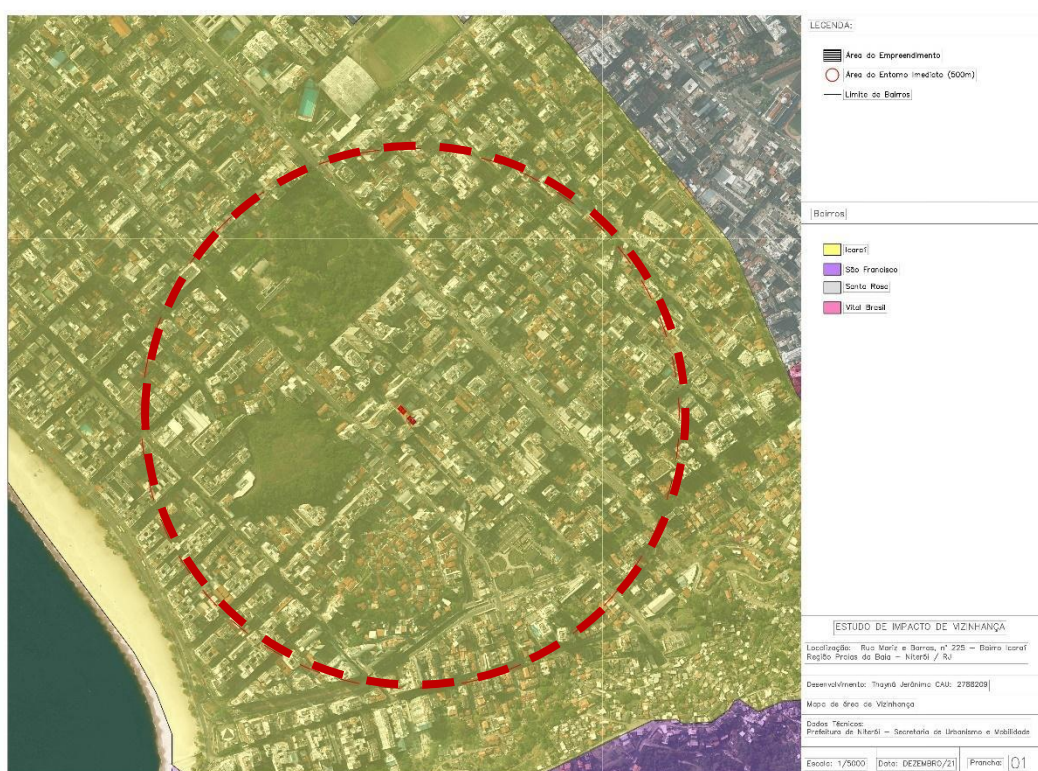 LEGENDA:
Área do Empreendimento
Área do Entorno Imediato (500m)
Limite de Bairros
Bairros
Icaraí
São Francisco
Santa Rosa
Vital Brasil
ESTUDO DE IMPACTO DE VIZINHANÇA
Localização: Rua Mariz e Barros, nº 225 – Bairro Icaraí
Região Praias da Baia – Niterói / RJ
Desenvolvimento: Thayná Jerônimo CAU: 2788209
Mapa de área de Vizinhança
Dados Técnicos:
Prefeitura de Niterói – Secretaria de Urbanismo e Mobilidade
Escala: 1/5000 Data: DEZEMBRO/21 Prancha: 01